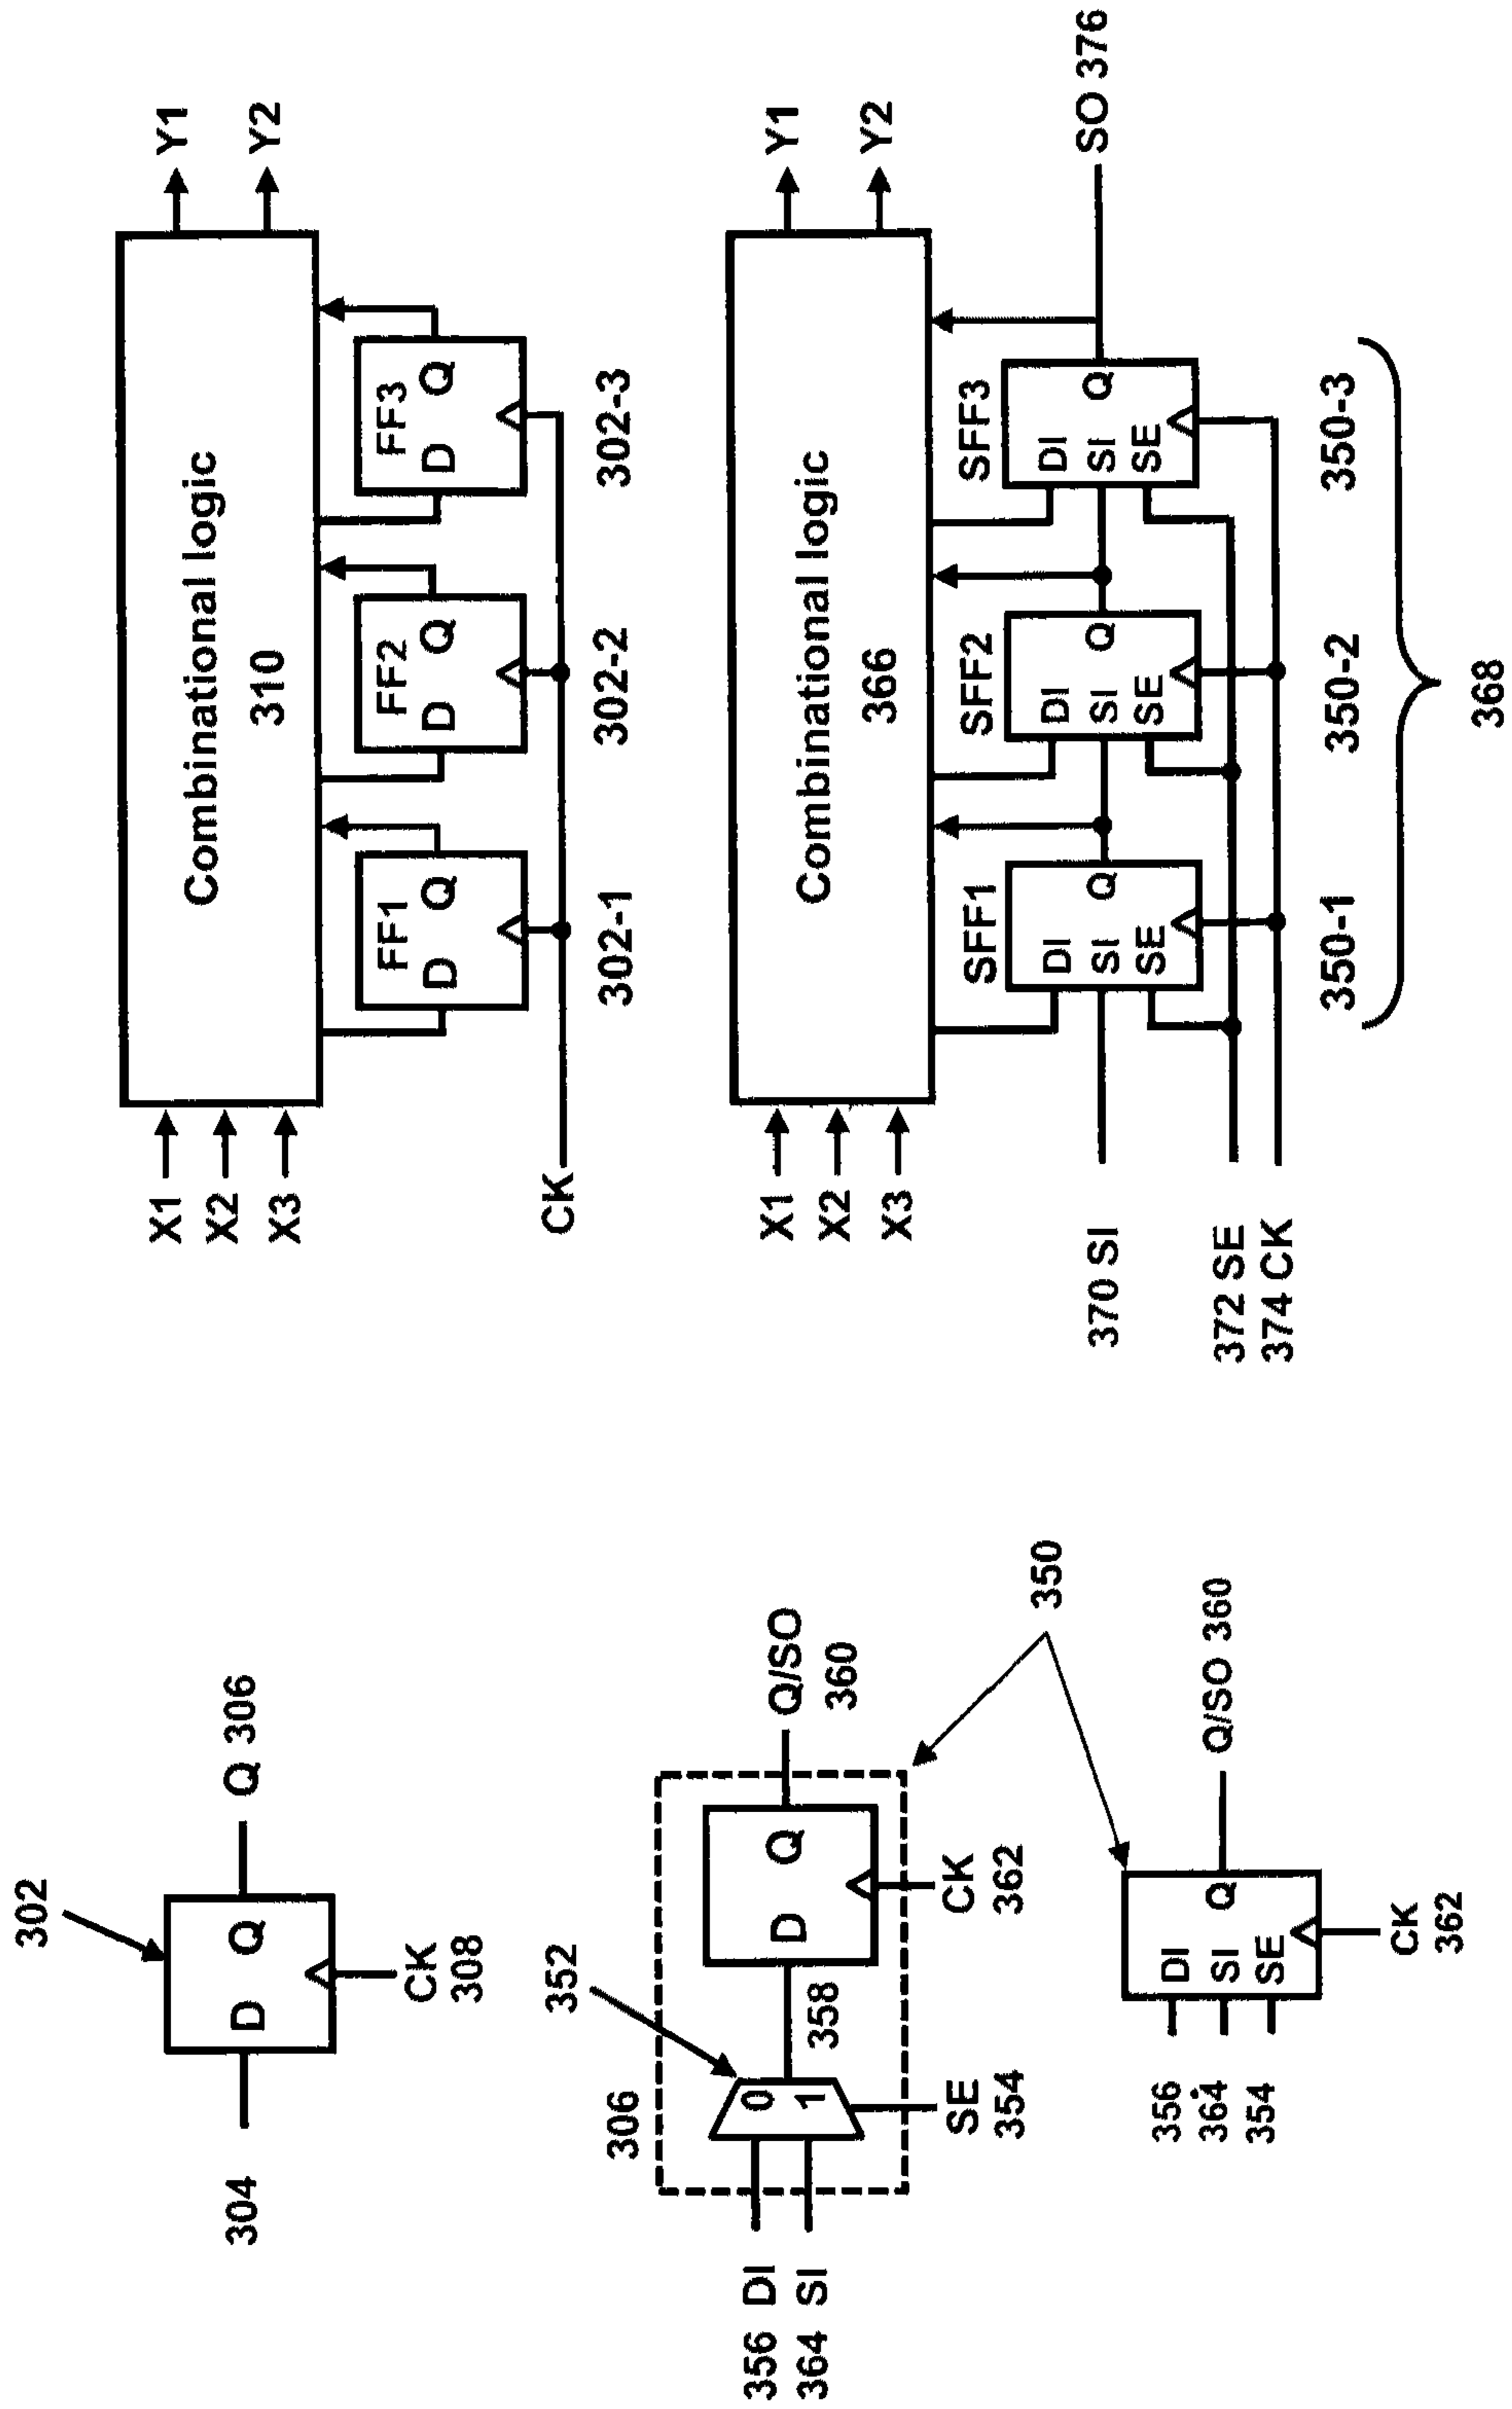 302
304
D Q
Q 306
CK
308
306
352
356 DI
364 SI
0
1
358
D Q
Q/SO
360
SE
354
CK
362
350
356
364
354
DI
SI
SE
Q
Q/SO 360
CK
362
X1
X2
X3
Combinational logic
310
Y1
Y2
FF1
D Q
FF2
D Q
FF3
D Q
CK
302-1
302-2
302-3
X1
X2
X3
Combinational logic
366
Y1
Y2
SFF1
DI
SI
SE
Q
SFF2
DI
SI
SE
Q
SFF3
DI
SI
SE
Q
370 SI
SO 376
372 SE
374 CK
350-1
350-2
350-3
368